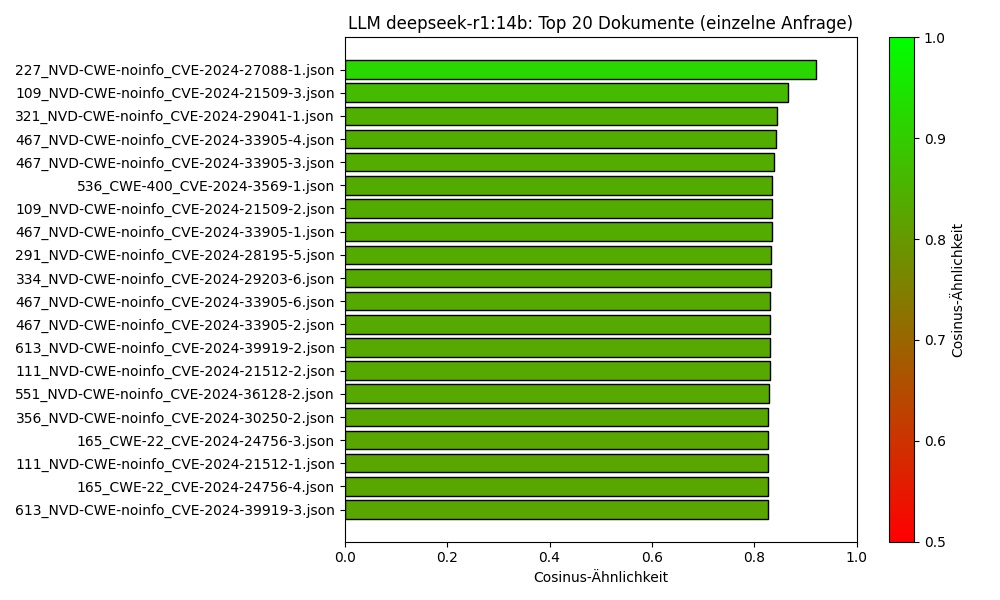 LLM deepseek-r1:14b: Top 20 Dokumente (einzelne Anfrage)
227_NVD-CWE-noinfo_CVE-2024-27088-1.json
109_NVD-CWE-noinfo_CVE-2024-21509-3.json
321_NVD-CWE-noinfo_CVE-2024-29041-1.json
467_NVD-CWE-noinfo_CVE-2024-33905-4.json
467_NVD-CWE-noinfo_CVE-2024-33905-3.json
536_CWE-400_CVE-2024-3569-1.json
109_NVD-CWE-noinfo_CVE-2024-21509-2.json
467_NVD-CWE-noinfo_CVE-2024-33905-1.json
291_NVD-CWE-noinfo_CVE-2024-28195-5.json
334_NVD-CWE-noinfo_CVE-2024-29203-6.json
467_NVD-CWE-noinfo_CVE-2024-33905-6.json
467_NVD-CWE-noinfo_CVE-2024-33905-2.json
613_NVD-CWE-noinfo_CVE-2024-39919-2.json
111_NVD-CWE-noinfo_CVE-2024-21512-2.json
551_NVD-CWE-noinfo_CVE-2024-36128-2.json
356_NVD-CWE-noinfo_CVE-2024-30250-2.json
165_CWE-22_CVE-2024-24756-3.json
111_NVD-CWE-noinfo_CVE-2024-21512-1.json
165_CWE-22_CVE-2024-24756-4.json
613_NVD-CWE-noinfo_CVE-2024-39919-3.json
0.0 0.2 0.4 0.6 0.8 1.0
Cosinus-Ähnlichkeit
1.0
0.9
0.8
0.7
0.6
0.5
Cosinus-Ähnlichkeit